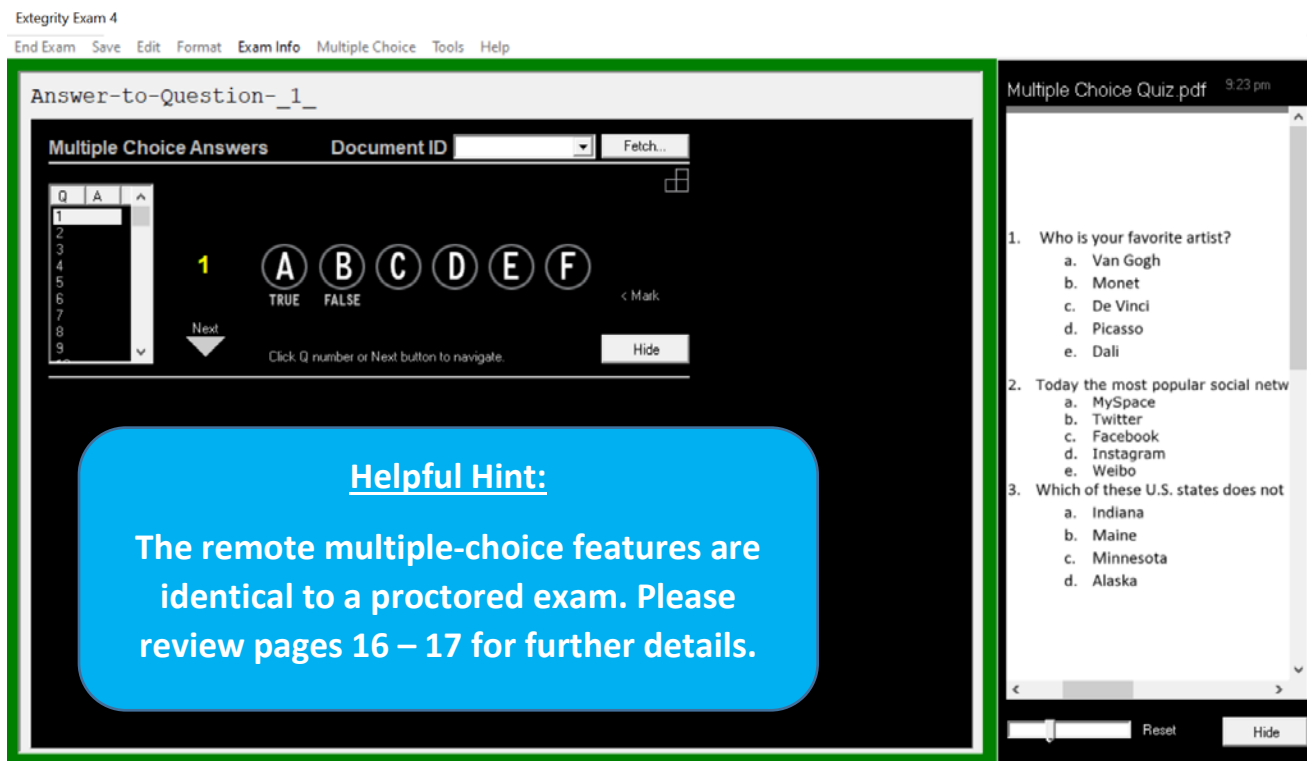 Extegrity Exam 4
End Exam Save Edit Format Exam Info Multiple Choice Tools Help
Answer-to-Question-_1_
Multiple Choice Answers Document ID Fetch...
Q A
1
2
3
4
5
6
7
8
9
1
A B C D E F
TRUE FALSE
< Mark
Next
Click Q number or Next button to navigate.
Hide
Helpful Hint:
The remote multiple-choice features are
identical to a proctored exam. Please
review pages 16 – 17 for further details.
Multiple Choice Quiz.pdf 9:23 pm
1. Who is your favorite artist?
a. Van Gogh
b. Monet
c. De Vinci
d. Picasso
e. Dali
2. Today the most popular social netw
a. MySpace
b. Twitter
c. Facebook
d. Instagram
e. Weibo
3. Which of these U.S. states does not
a. Indiana
b. Maine
c. Minnesota
d. Alaska
Reset Hide